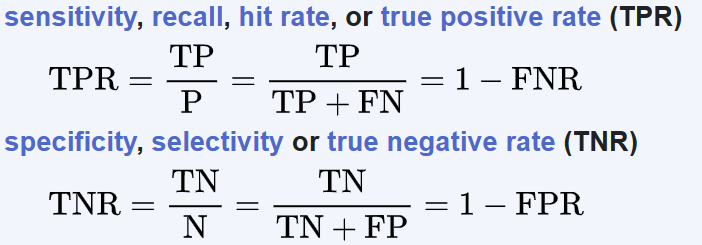 sensitivity, recall, hit rate, or true positive rate (TPR)
TPR = TP/P = TP/(TP + FN) = 1 − FNR
specificity, selectivity or true negative rate (TNR)
TNR = TN/N = TN/(TN + FP) = 1 − FPR